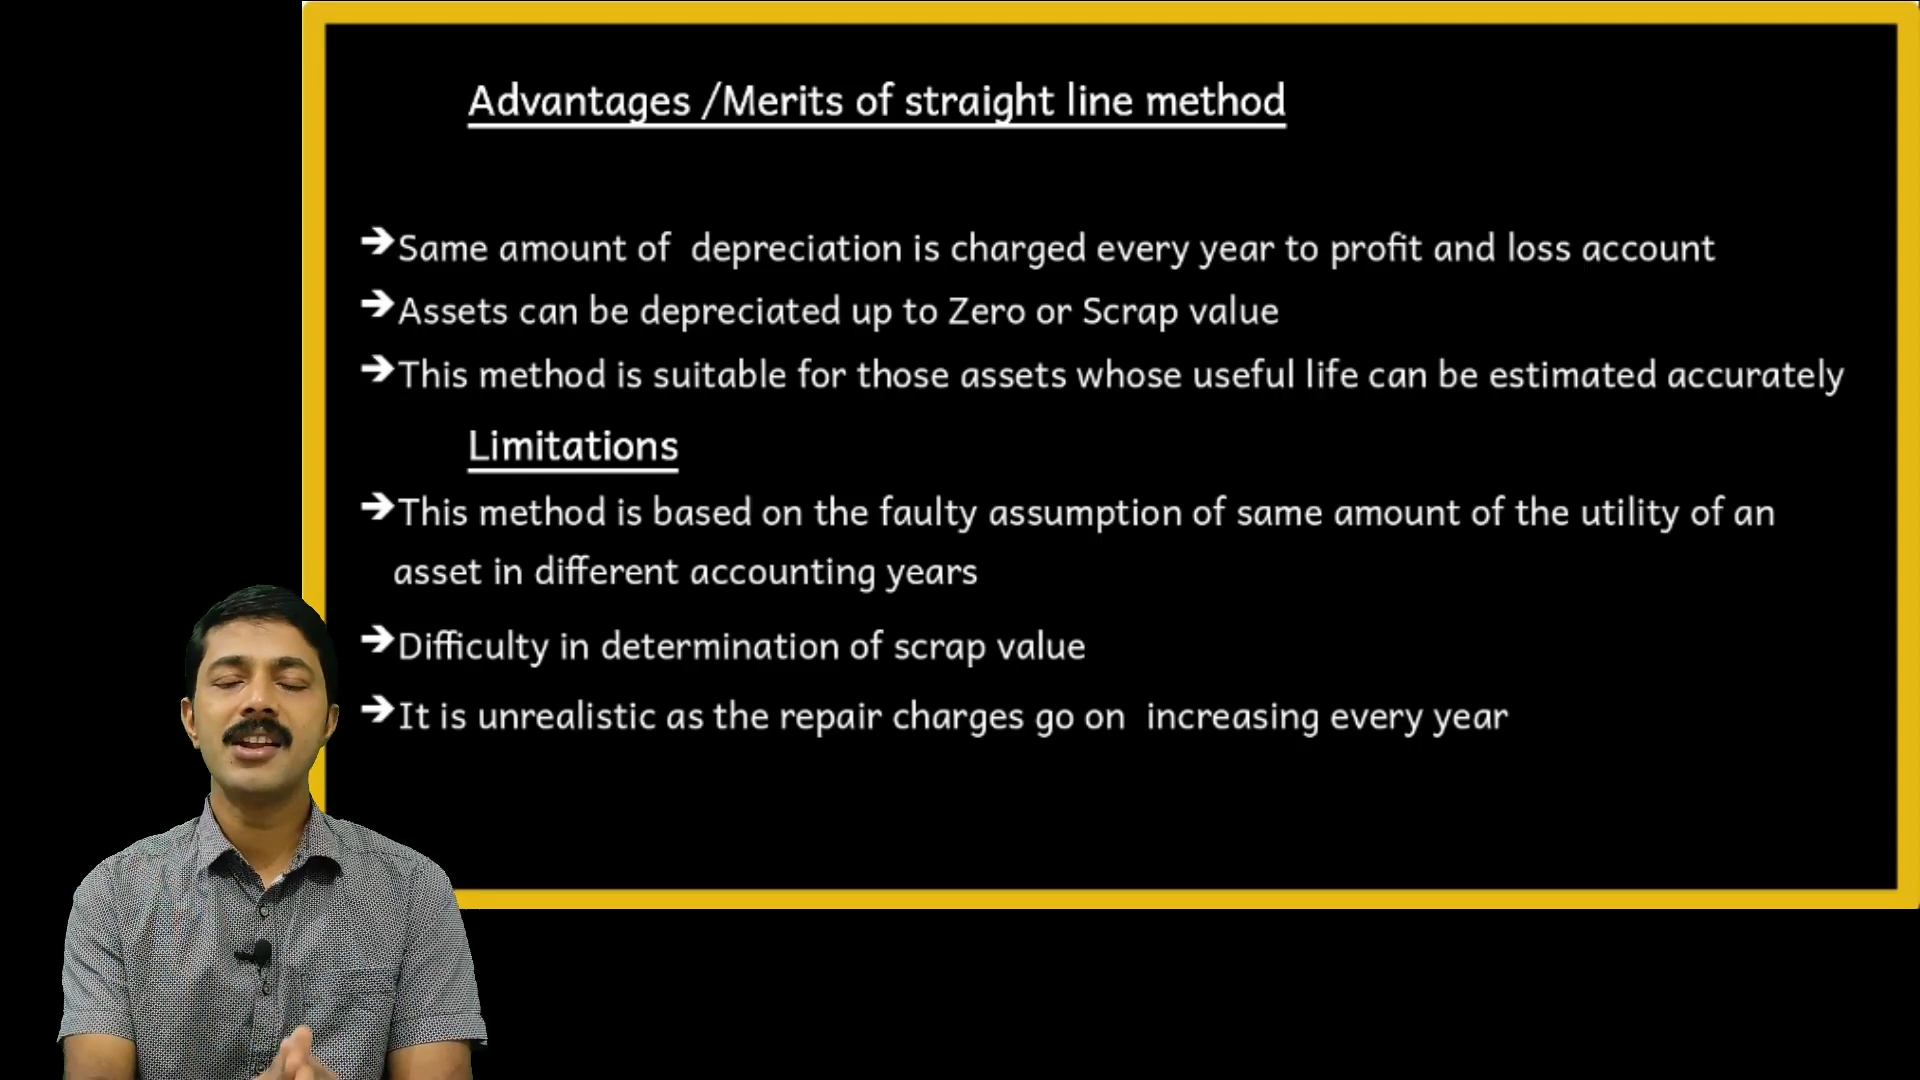 Advantages /Merits of straight line method
➔Same amount of depreciation is charged every year to profit and loss account
➔Assets can be depreciated up to Zero or Scrap value
➔This method is suitable for those assets whose useful life can be estimated accurately
Limitations
➔This method is based on the faulty assumption of same amount of the utility of an
asset in different accounting years
➔Difficulty in determination of scrap value
➔It is unrealistic as the repair charges go on increasing every year